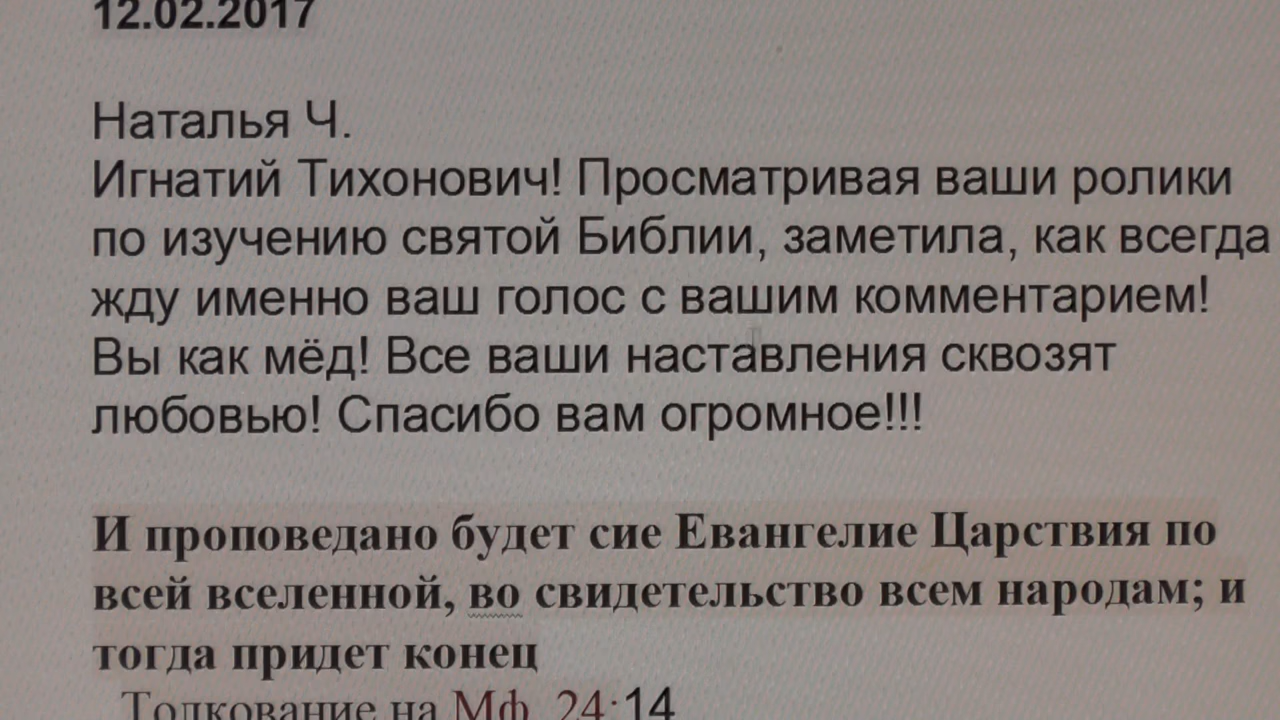 12.02.2017
Наталья Ч.
Игнатий Тихонович! Просматривая ваши ролики
по изучению святой Библии, заметила, как всегда
жду именно ваш голос с вашим комментарием!
Вы как мёд! Все ваши наставления сквозят
любовью! Спасибо вам огромное!!!
И проповедано будет сие Евангелие Царствия по
всей вселенной, во свидетельство всем народам; и
тогда придет конец
Толкование на Мф. 24:14